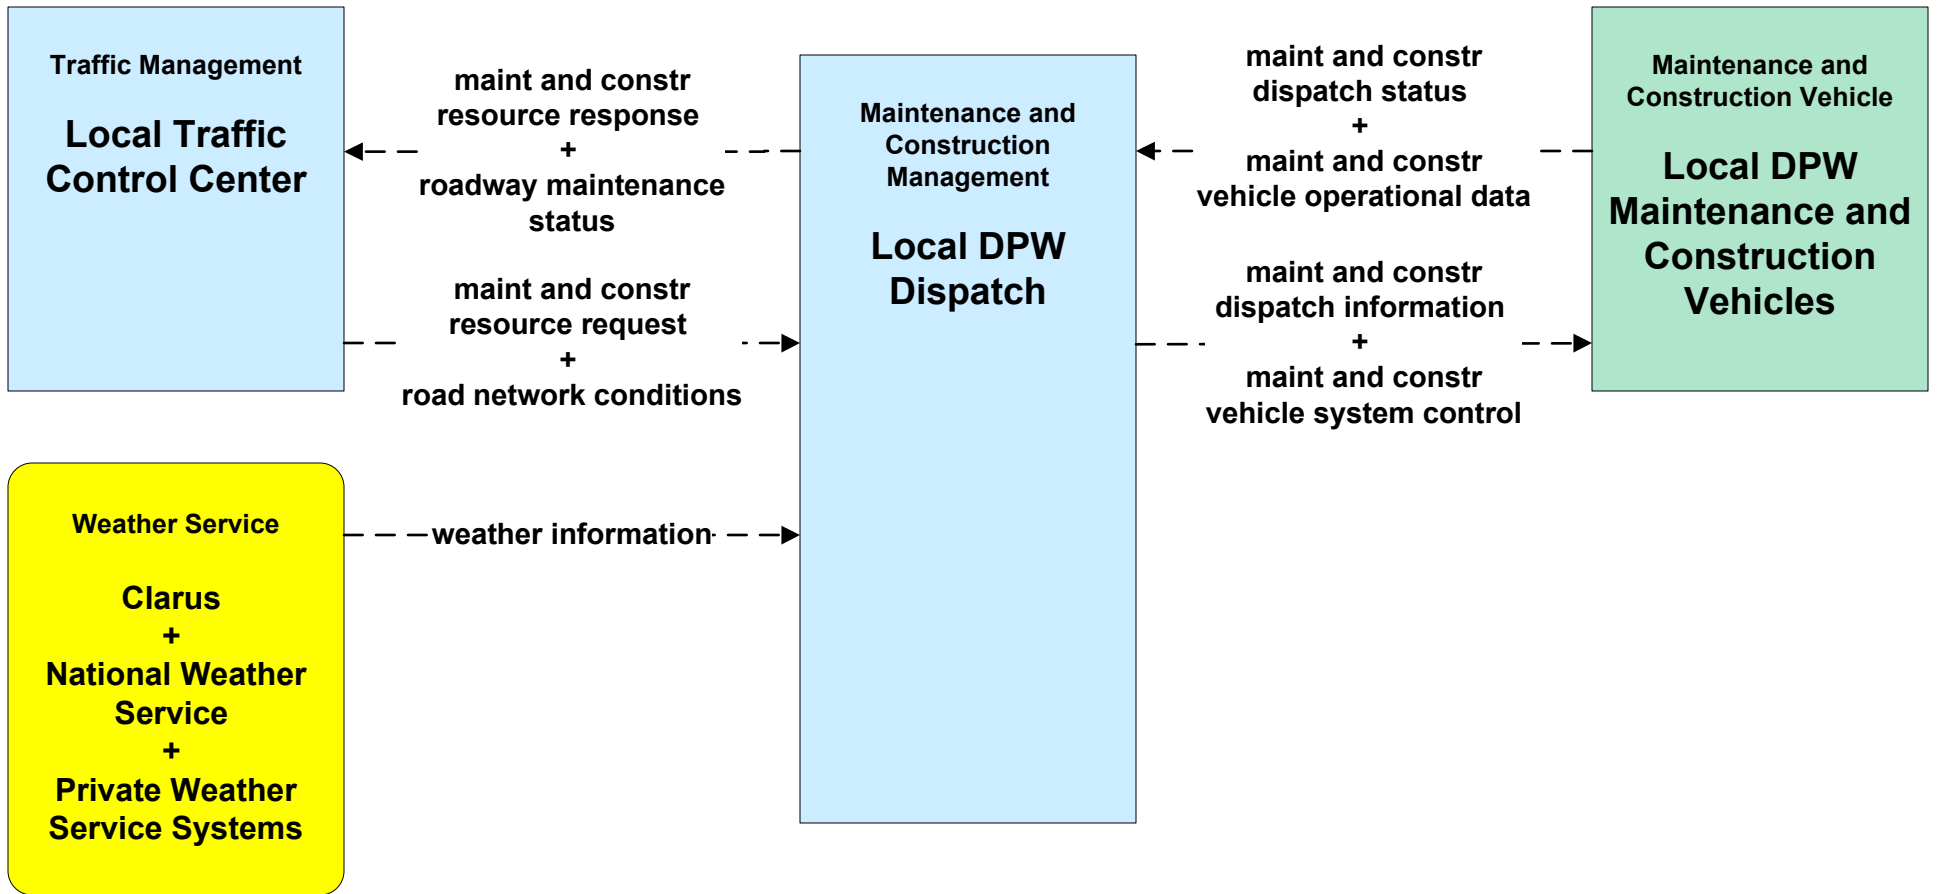 Traffic Management
Local Traffic
Control Center
maint and constr
resource response
+
roadway maintenance
status
maint and constr
resource request
+
road network conditions
Weather Service
Clarus
+
National Weather
Service
+
Private Weather
Service Systems
weather information
Maintenance and
Construction
Management
Local DPW
Dispatch
maint and constr
dispatch status
+
maint and constr
vehicle operational data
maint and constr
dispatch information
+
maint and constr
vehicle system control
Maintenance and
Construction Vehicle
Local DPW
Maintenance and
Construction
Vehicles